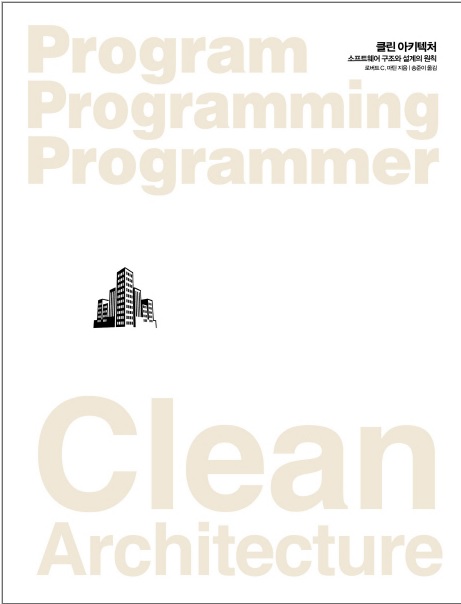 Program
Programming
Programmer
클린 아키텍처
소프트웨어 구조와 설계의 원칙
로버트 C. 마틴 지음 | 송준이 옮김
Clean
Architecture